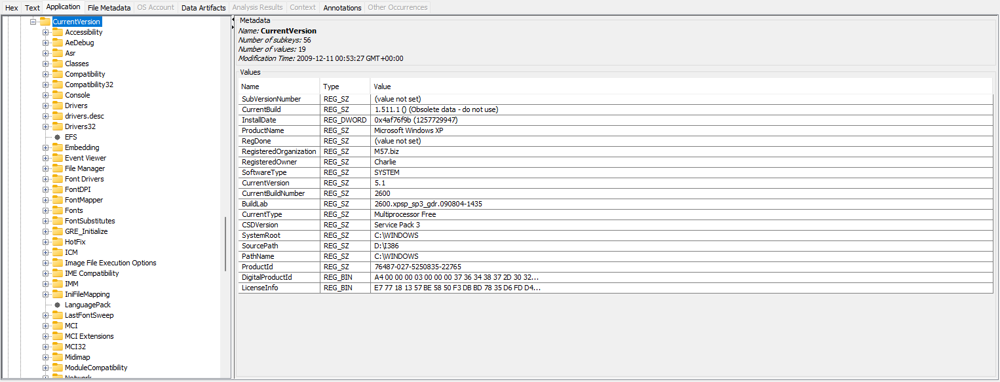 Hex Text Application File Metadata OS Account Data Artifacts Analysis Results Context Annotations Other Occurrences
CurrentVersion
Accessibility
AeDebug
Asr
Classes
Compatibility
Compatibility32
Console
Drivers
drivers.desc
Drivers32
EFS
Embedding
Event Viewer
File Manager
Font Drivers
FontDPI
FontMapper
Fonts
FontSubstitutes
GRE_Initialize
HotFix
ICM
Image File Execution Options
IME Compatibility
IMM
IniFileMapping
LanguagePack
LastFontSweep
MCI
MCI Extensions
MCI32
Midimap
ModuleCompatibility
Network
Metadata
Name: CurrentVersion
Number of subkeys: 56
Number of values: 19
Modification Time: 2009-12-11 00:53:27 GMT+00:00
Values
Name Type Value
SubVersionNumber REG_SZ (value not set)
CurrentBuild REG_SZ 1.511.1 () (Obsolete data - do not use)
InstallDate REG_DWORD 0x4af76f9b (1257729947)
ProductName REG_SZ Microsoft Windows XP
RegDone REG_SZ (value not set)
RegisteredOrganization REG_SZ M57.biz
RegisteredOwner REG_SZ Charlie
SoftwareType REG_SZ SYSTEM
CurrentVersion REG_SZ 5.1
CurrentBuildNumber REG_SZ 2600
BuildLab REG_SZ 2600.xpsp_sp3_gdr.090804-1435
CurrentType REG_SZ Multiprocessor Free
CSDVersion REG_SZ Service Pack 3
SystemRoot REG_SZ C:\WINDOWS
SourcePath REG_SZ D:\I386
PathName REG_SZ C:\WINDOWS
ProductId REG_SZ 76487-027-5250835-22765
DigitalProductId REG_BIN A4 00 00 00 03 00 00 00 37 36 34 38 37 2D 30 32...
LicenseInfo REG_BIN E7 77 18 13 57 BE 58 50 F3 DB BD 78 35 D6 FD D4...